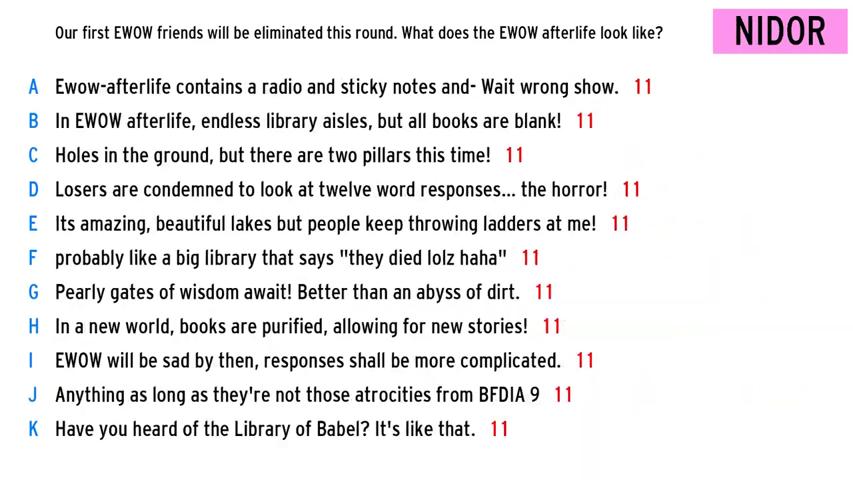 Our first EWOW friends will be eliminated this round. What does the EWOW afterlife look like?
NIDOR
A Ewow-afterlife contains a radio and sticky notes and- Wait wrong show. 11
B In EWOW afterlife, endless library aisles, but all books are blank! 11
C Holes in the ground, but there are two pillars this time! 11
D Losers are condemned to look at twelve word responses... the horror! 11
E Its amazing, beautiful lakes but people keep throwing ladders at me! 11
F probably like a big library that says "they died lolz haha" 11
G Pearly gates of wisdom await! Better than an abyss of dirt. 11
H In a new world, books are purified, allowing for new stories! 11
I EWOW will be sad by then, responses shall be more complicated. 11
J Anything as long as they're not those atrocities from BFDIA 9 11
K Have you heard of the Library of Babel? It's like that. 11